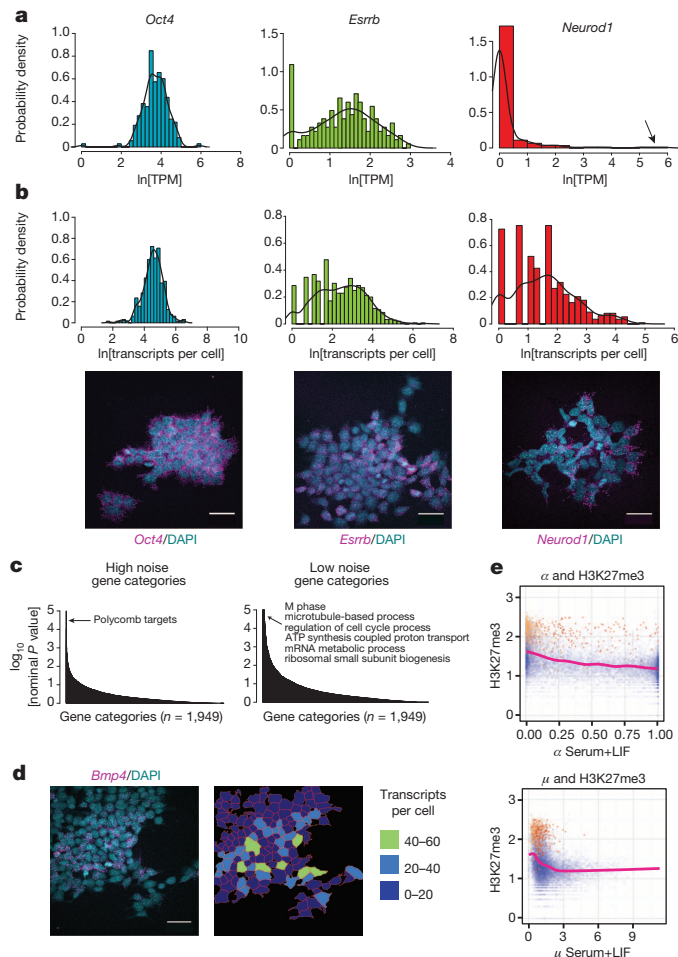 a
Oct4
Esrrb
Neurod1
Probability density
1.0
0.8
0.6
0.4
0.2
0
0 2 4 6 8
ln[TPM]
1.5
1.0
0.5
0
0 1 2 3 4
ln[TPM]
1.5
1.0
0.5
0
0 1 2 3 4 5 6
ln[TPM]
b
Probability density
1.0
0.8
0.6
0.4
0.2
0
0 2 4 6 8 10
ln[transcripts per cell]
0.8
0.6
0.4
0.2
0
0 2 4 6 8
ln[transcripts per cell]
0.8
0.6
0.4
0.2
0
0 1 2 3 4 5 6
ln[transcripts per cell]
Oct4/DAPI
Esrrb/DAPI
Neurod1/DAPI
c
High noise
gene categories
log10
[nominal P value]
5
4
3
2
1
0
Polycomb targets
Gene categories (n = 1,949)
Low noise
gene categories
5
4
3
2
1
0
M phase
microtubule-based process
regulation of cell cycle process
ATP synthesis coupled proton transport
mRNA metabolic process
ribosomal small subunit biogenesis
Gene categories (n = 1,949)
d
Bmp4/DAPI
Transcripts
per cell
40–60
20–40
0–20
e
α and H3K27me3
H3K27me3
3
2
1
0.00 0.25 0.50 0.75 1.00
α Serum+LIF
μ and H3K27me3
H3K27me3
3
2
1
0 3 6 9
μ Serum+LIF